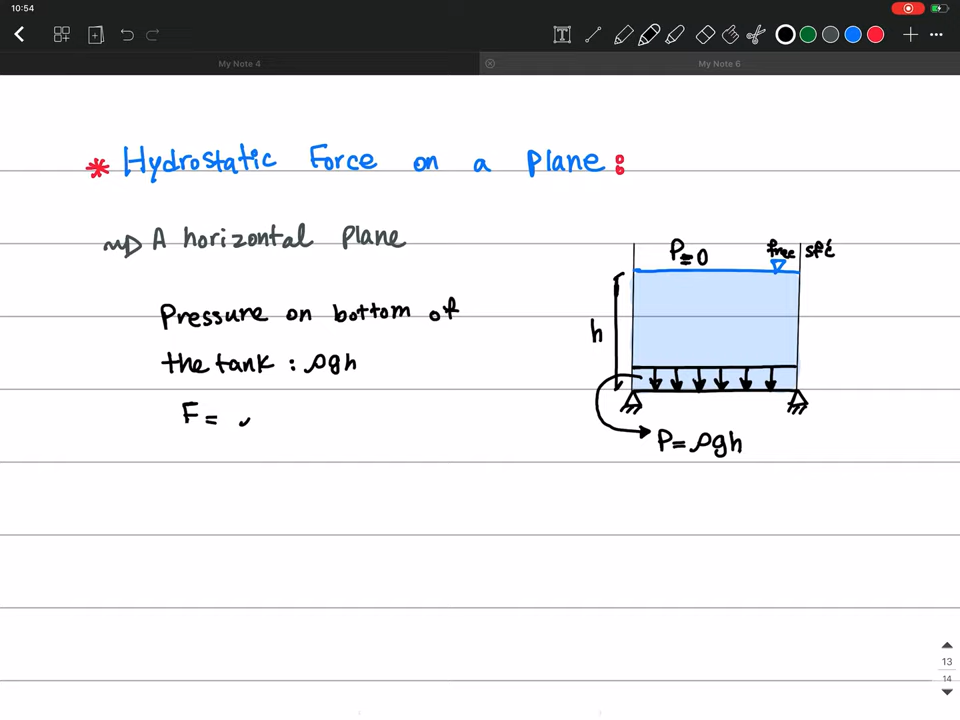 10:54
My Note 4
My Note 6
* Hydrostatic Force on a Plane:
A horizontal Plane
P=0
free sfc
Pressure on bottom of
h
the tank : ρgh
F=
P=ρgh
13
14